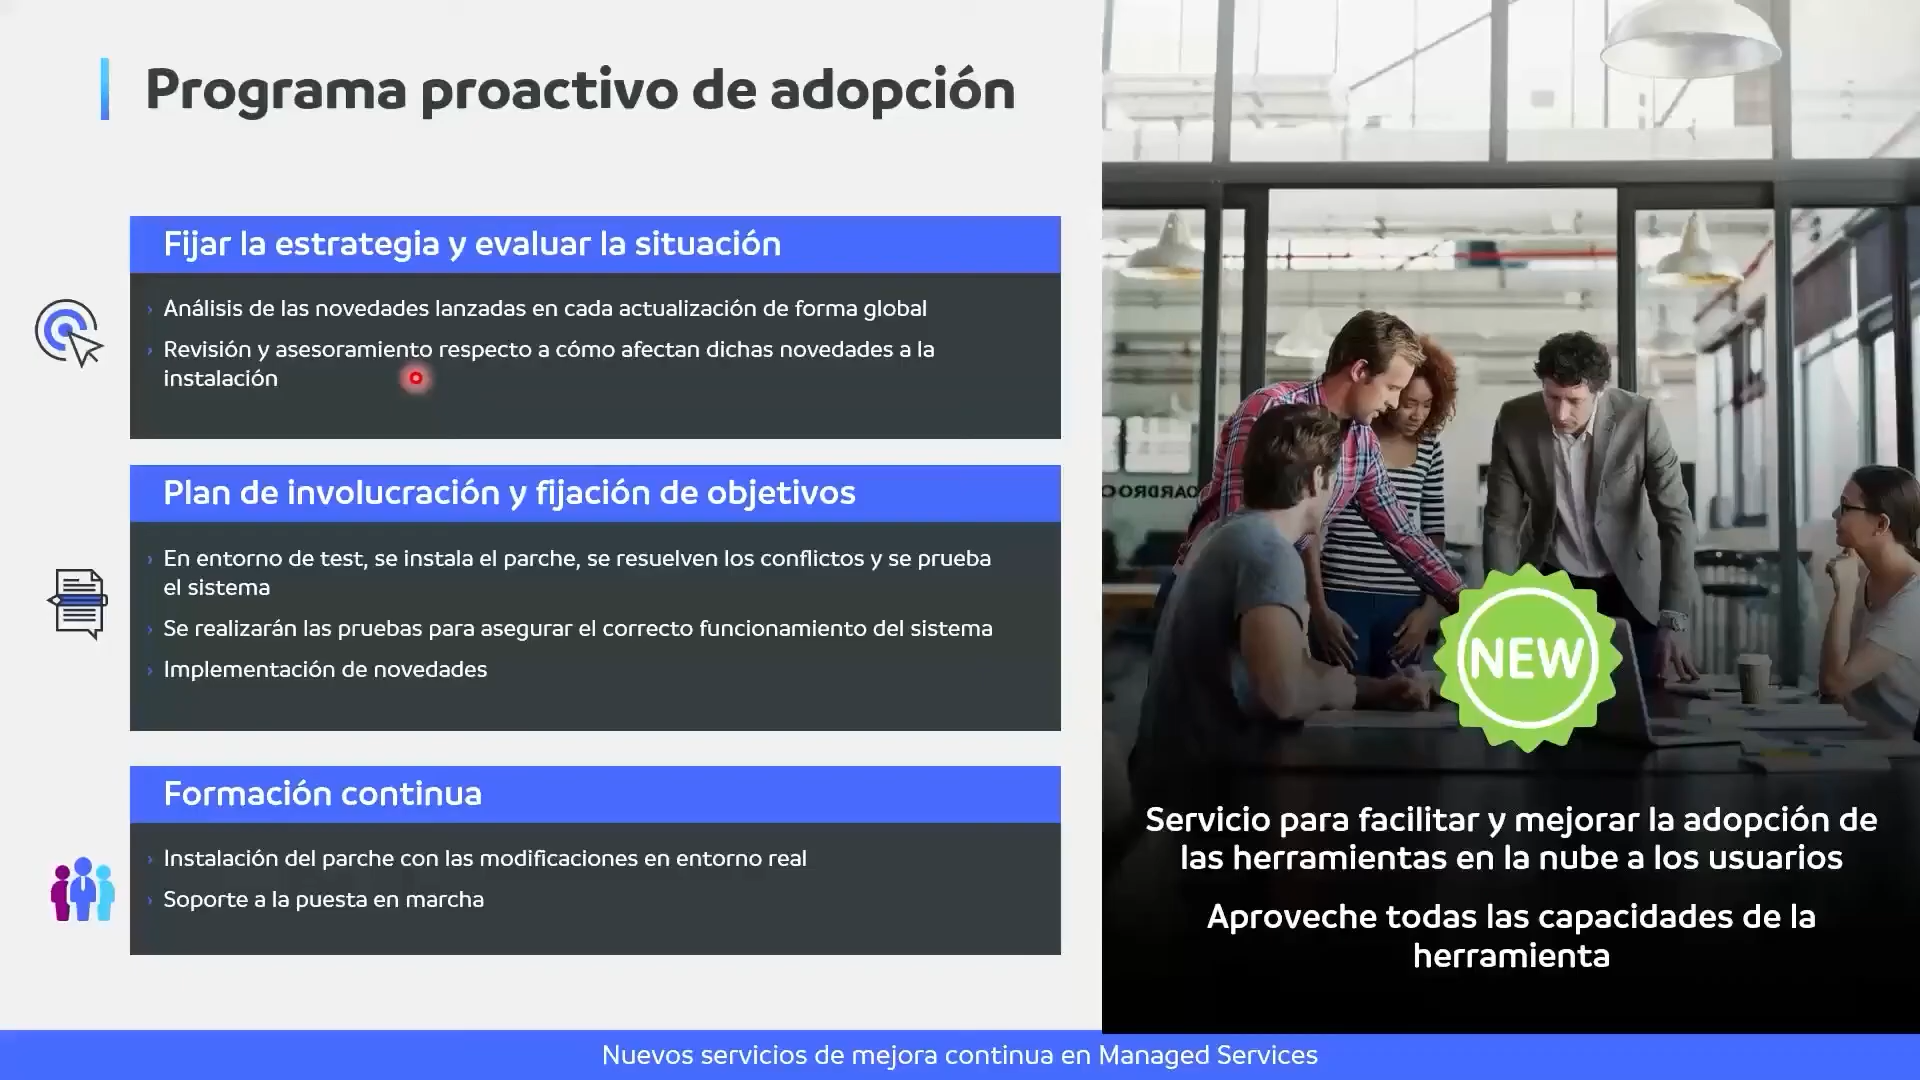 Programa proactivo de adopción
Fijar la estrategia y evaluar la situación
› Análisis de las novedades lanzadas en cada actualización de forma global
› Revisión y asesoramiento respecto a cómo afectan dichas novedades a la
instalación
Plan de involucración y fijación de objetivos
› En entorno de test, se instala el parche, se resuelven los conflictos y se prueba
el sistema
› Se realizarán las pruebas para asegurar el correcto funcionamiento del sistema
› Implementación de novedades
Formación continua
› Instalación del parche con las modificaciones en entorno real
› Soporte a la puesta en marcha
NEW
Servicio para facilitar y mejorar la adopción de
las herramientas en la nube a los usuarios
Aproveche todas las capacidades de la
herramienta
Nuevos servicios de mejora continua en Managed Services